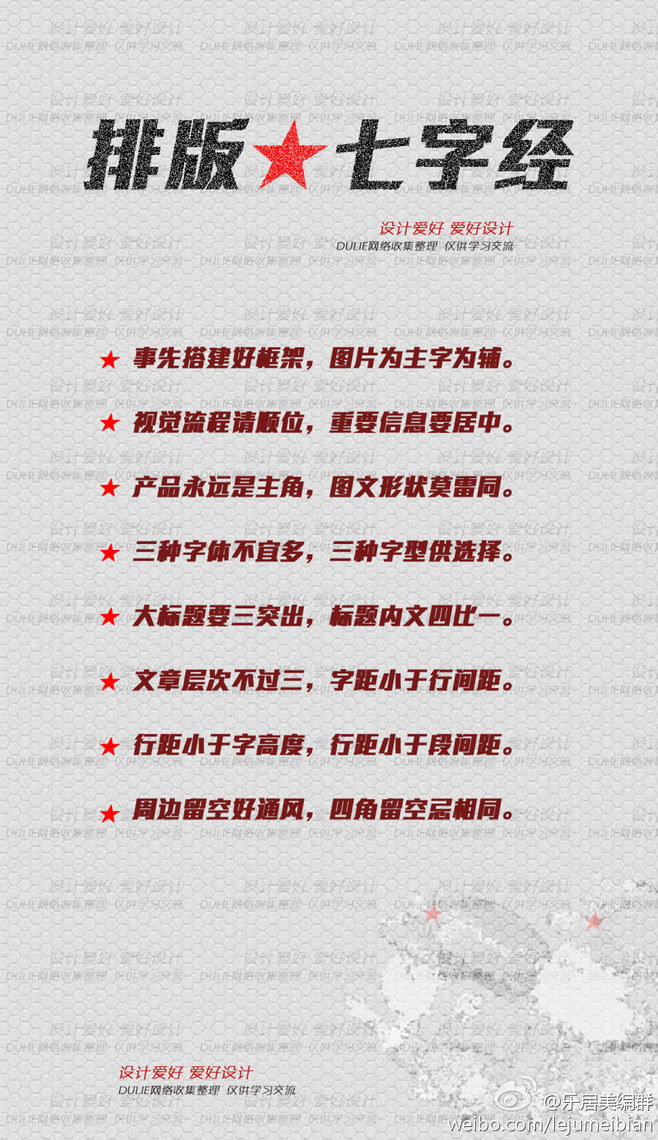 排版★七字经
设计爱好 爱好设计
DULIE网络收集整理 仅供学习交流
★ 事先搭建好框架，图片为主字为辅。
★ 视觉流程请顺位，重要信息要居中。
★ 产品永远是主角，图文形状莫雷同。
★ 三种字体不宜多，三种字型供选择。
★ 大标题要三突出，标题内文四比一。
★ 文章层次不过三，字距小于行间距。
★ 行距小于字高度，行距小于段间距。
★ 周边留空好通风，四角留空忌相同。
设计爱好 爱好设计
DULIE网络收集整理 仅供学习交流
@乐居美编群
weibo.com/lejumeibian